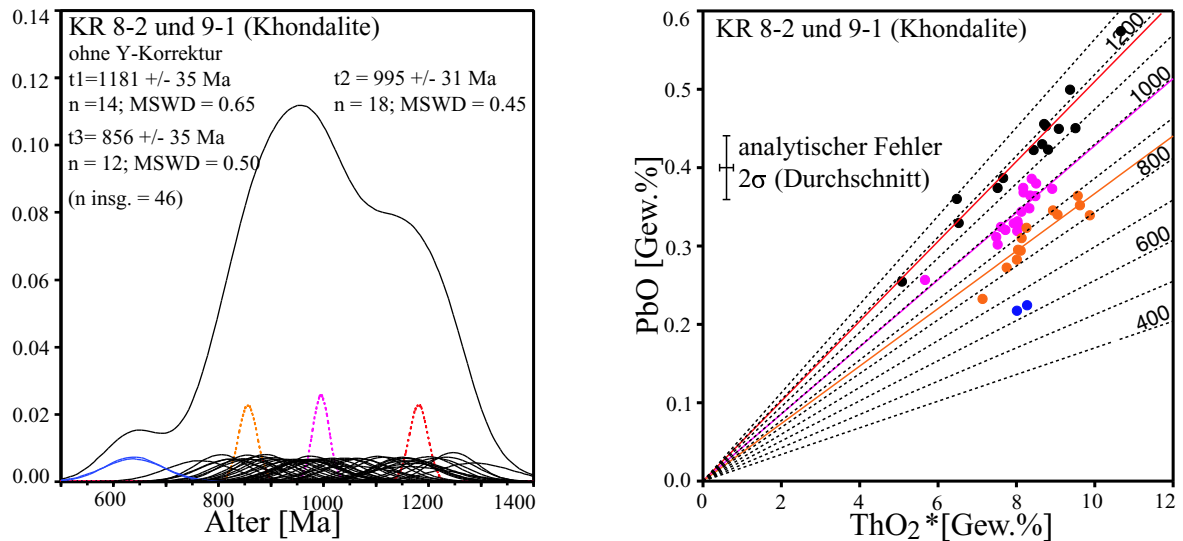 KR 8-2 und 9-1 (Khondalite)
ohne Y-Korrektur
t1=1181 +/- 35 Ma
n =14; MSWD = 0.65
t2 = 995 +/- 31 Ma
n = 18; MSWD = 0.45
t3= 856 +/- 35 Ma
n = 12; MSWD = 0.50
(n insg. = 46)
0.14
0.12
0.10
0.08
0.06
0.04
0.02
0.00
600 800 1000 1200 1400
Alter [Ma]
KR 8-2 und 9-1 (Khondalite)
analytischer Fehler
2σ (Durchschnitt)
1200
1000
800
600
400
PbO [Gew.%]
0.6
0.5
0.4
0.3
0.2
0.1
0.0
0 2 4 6 8 10 12
ThO2*[Gew.%]